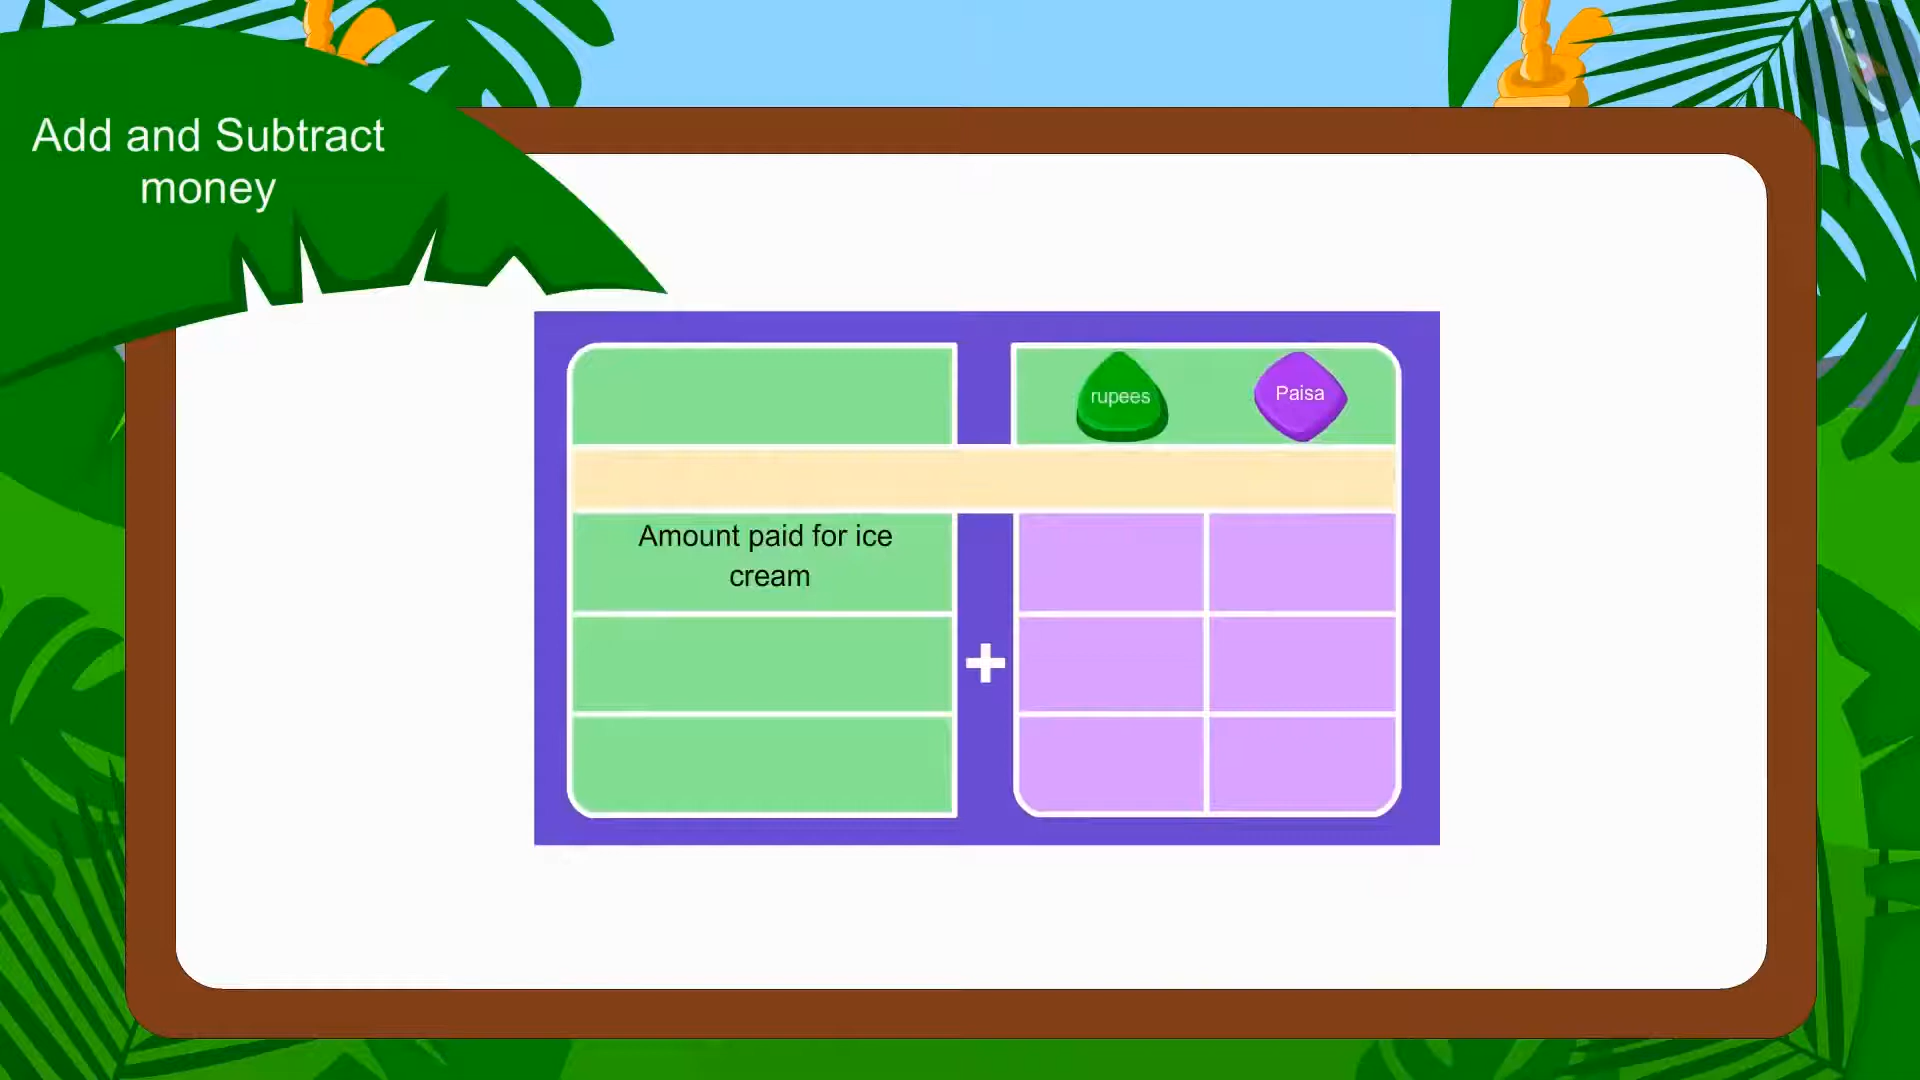 Add and Subtract
money
rupees
Paisa
Amount paid for ice
cream
+